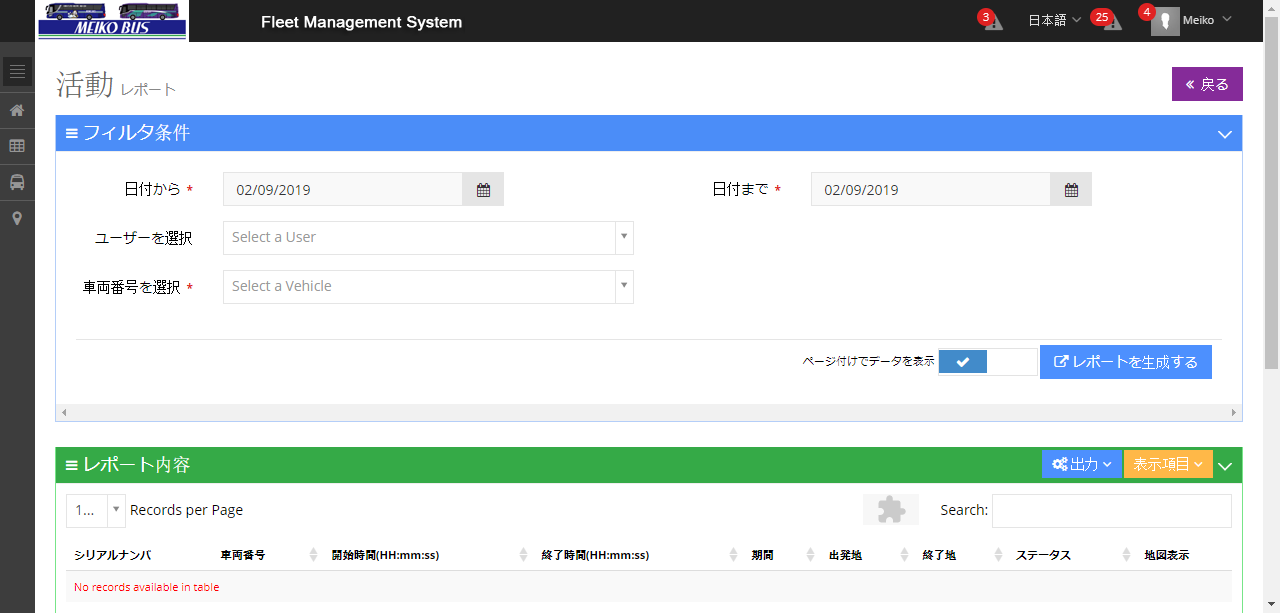 MEIKO BUS
Fleet Management System
3
日本語
25
4
Meiko
活動 レポート
« 戻る
フィルタ条件
日付から *
02/09/2019
日付まで *
02/09/2019
ユーザーを選択
Select a User
車両番号を選択 *
Select a Vehicle
ページ付けでデータを表示
レポートを生成する
レポート内容
出力
表示項目
1...
Records per Page
Search:
シリアルナンバ 車両番号 開始時間(HH:mm:ss) 終了時間(HH:mm:ss) 期間 出発地 終了地 ステータス 地図表示
No records available in table